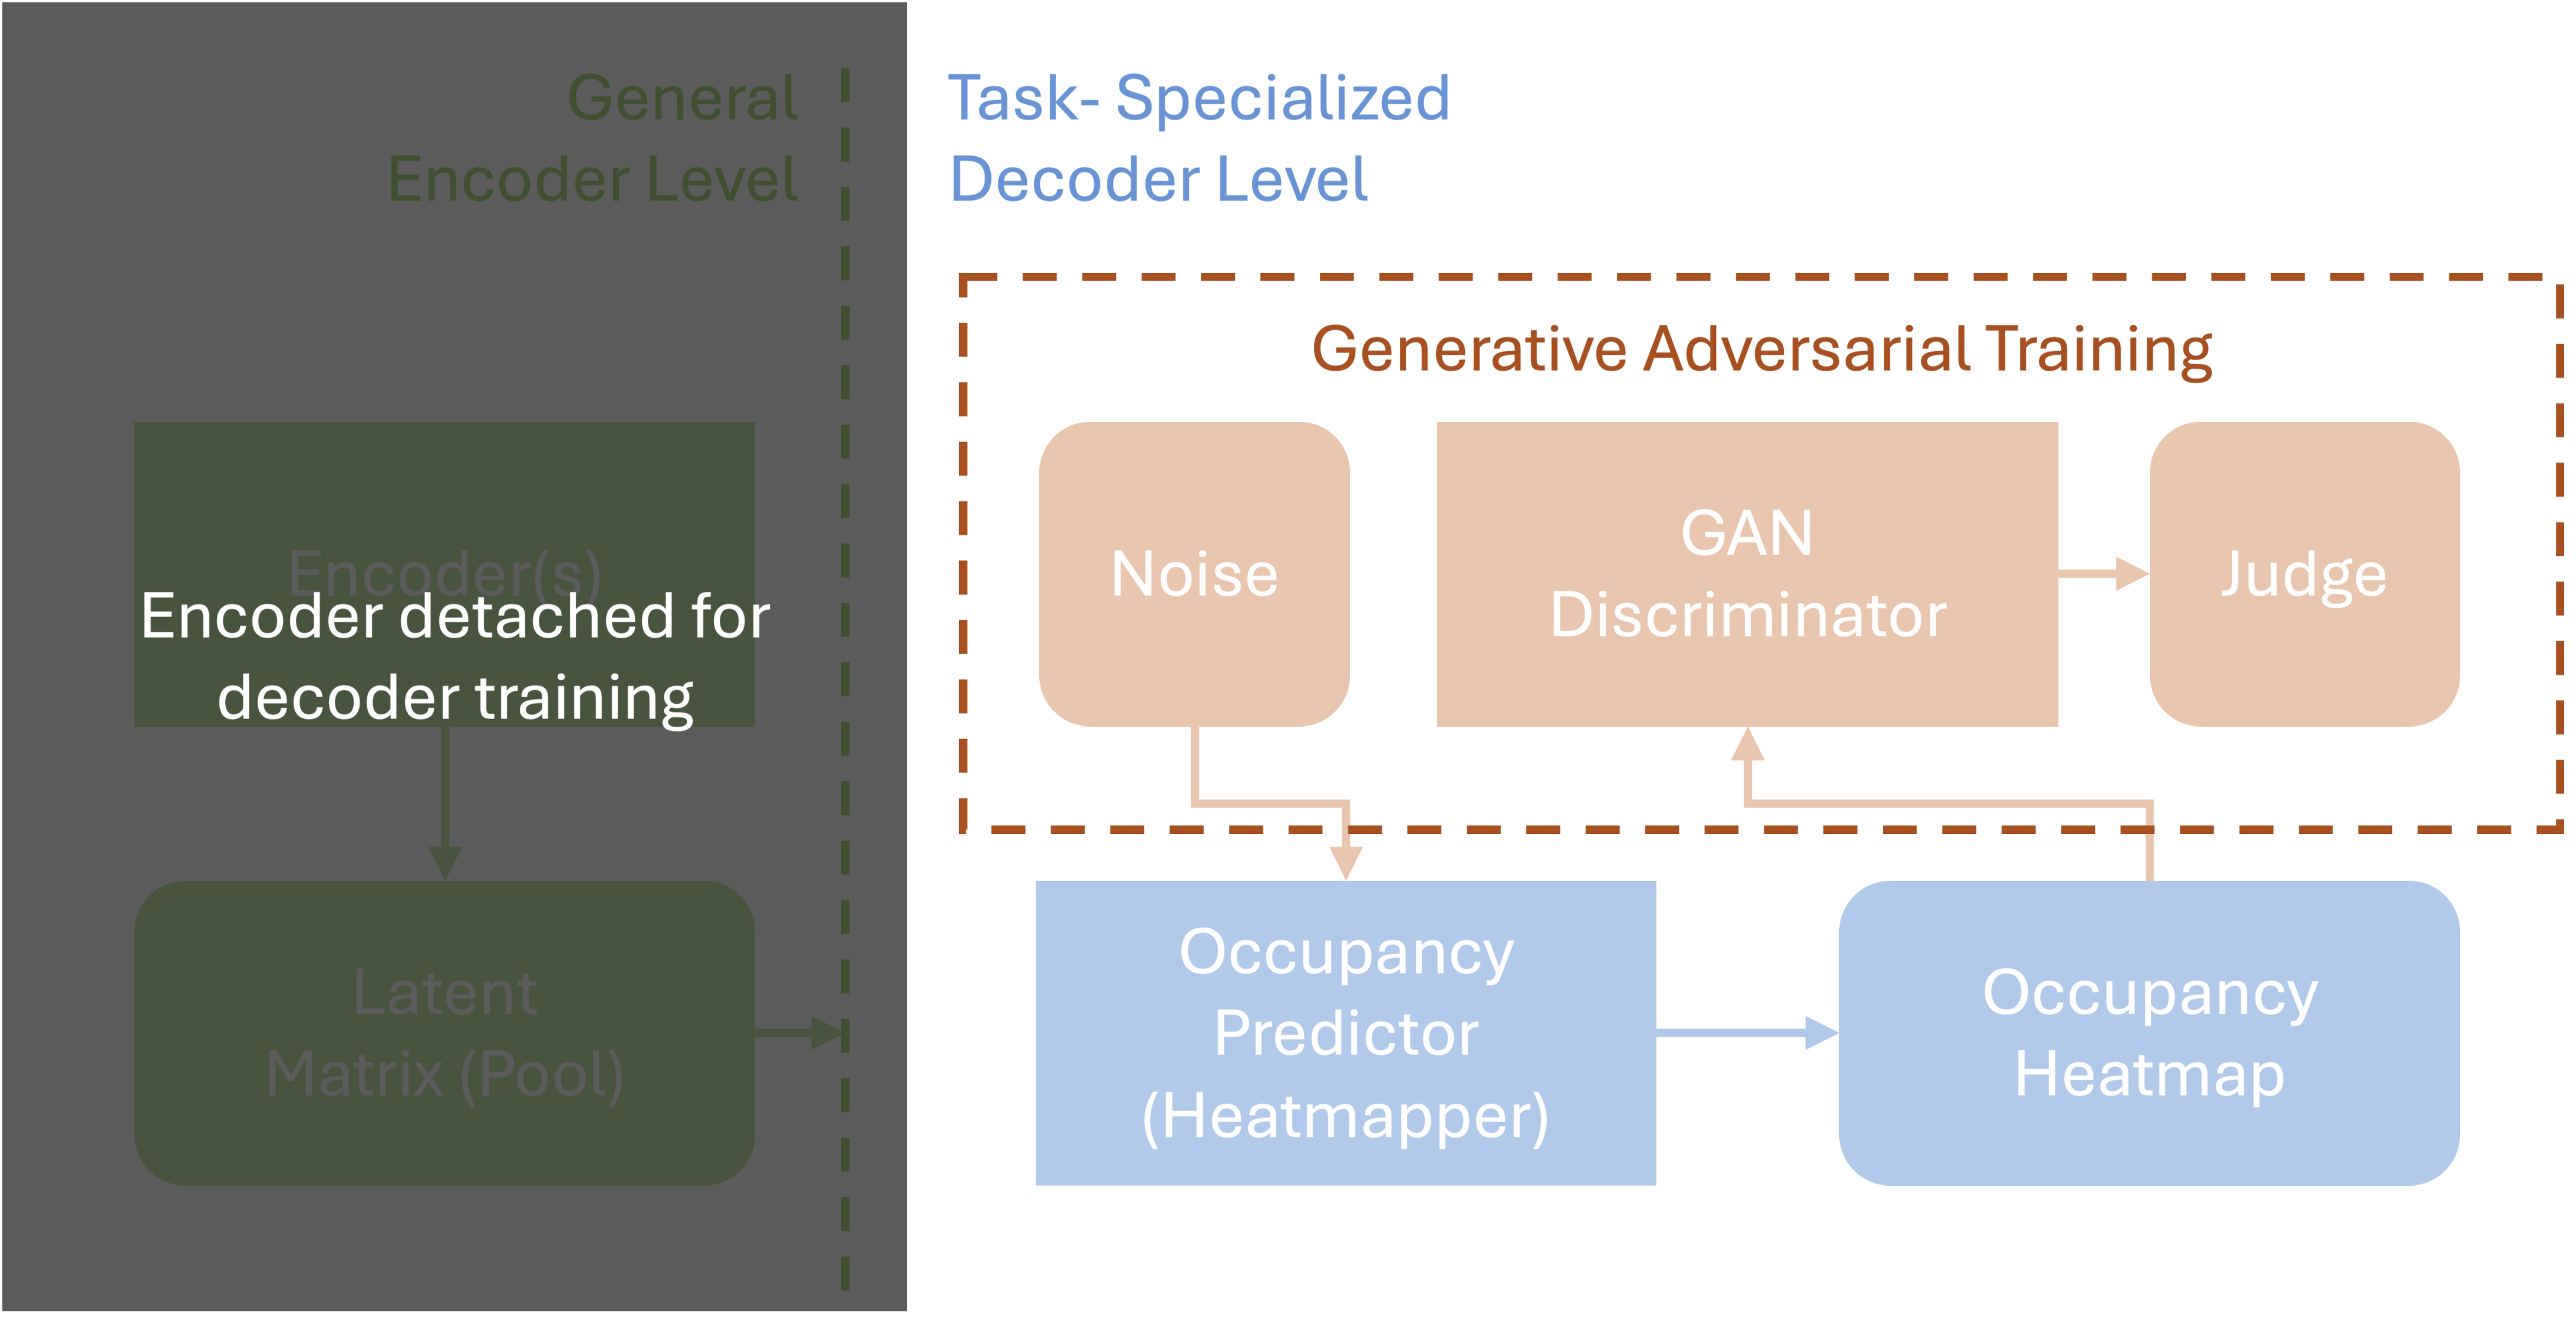 General
Encoder Level
Task- Specialized
Decoder Level
Generative Adversarial Training
Encoder(s)
Encoder detached for
decoder training
Noise
GAN
Discriminator
Judge
Latent
Matrix (Pool)
Occupancy
Predictor
(Heatmapper)
Occupancy
Heatmap